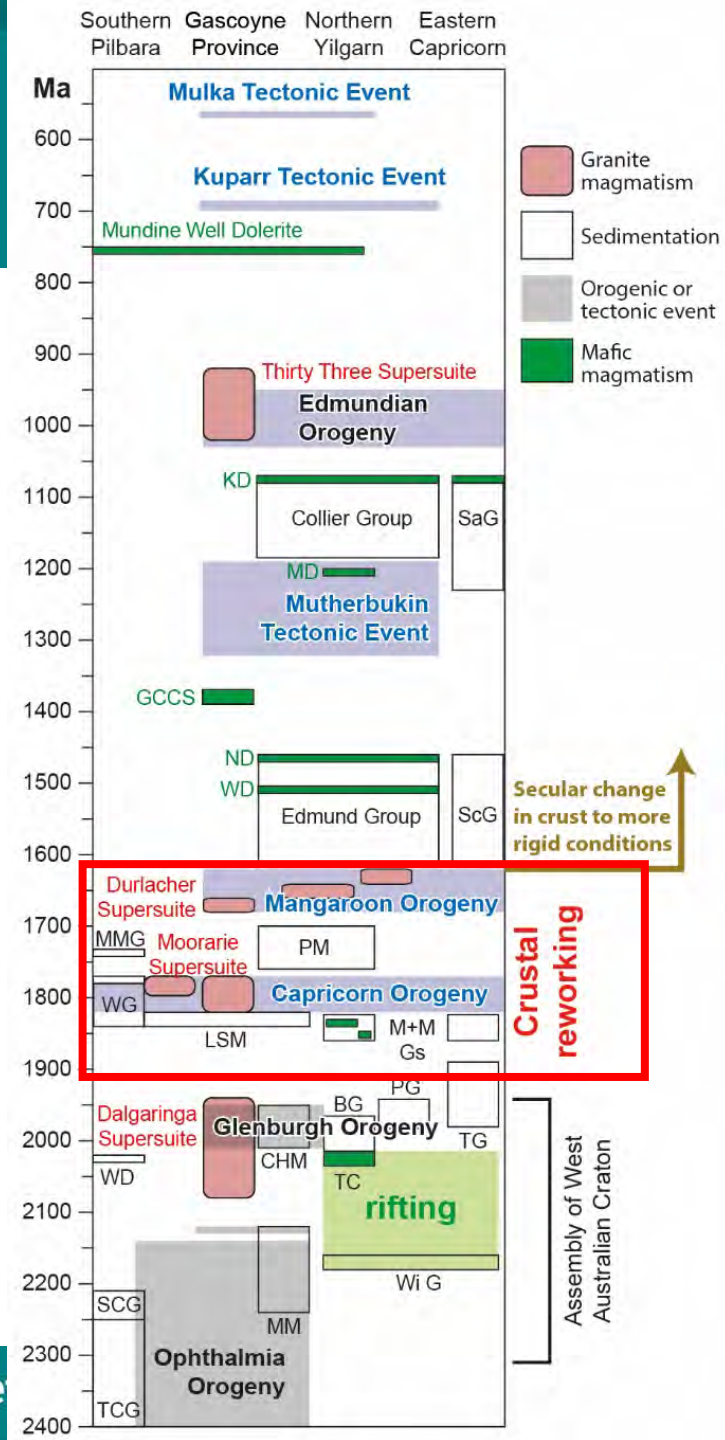 Southern Gascoyne Northern Eastern
Pilbara Province Yilgarn Capricorn
Ma
Mulka Tectonic Event
600
Kuparr Tectonic Event
700
Mundine Well Dolerite
800
900
Thirty Three Supersuite
Edmundian
1000
Orogeny
KD
1100
Collier Group
SaG
1200
MD
Mutherbukin
Tectonic Event
1300
GCCS
1400
ND
1500
WD
Edmund Group
ScG
1600
Durlacher
Supersuite
Mangaroon Orogeny
1700
MMG
Moorarie
Supersuite
PM
Capricorn Orogeny
1800
WG
LSM
M+M
Gs
1900
PG
BG
Dalgaringa
Supersuite
Glenburgh Orogeny
2000
TG
WD
CHM
TC
2100
rifting
2200
Wi G
SCG
MM
2300
Ophthalmia
Orogeny
TCG
2400
Granite
magmatism
Sedimentation
Orogenic or
tectonic event
Mafic
magmatism
Secular change
in crust to more
rigid conditions
Crustal
reworking
Assembly of West
Australian Craton
e